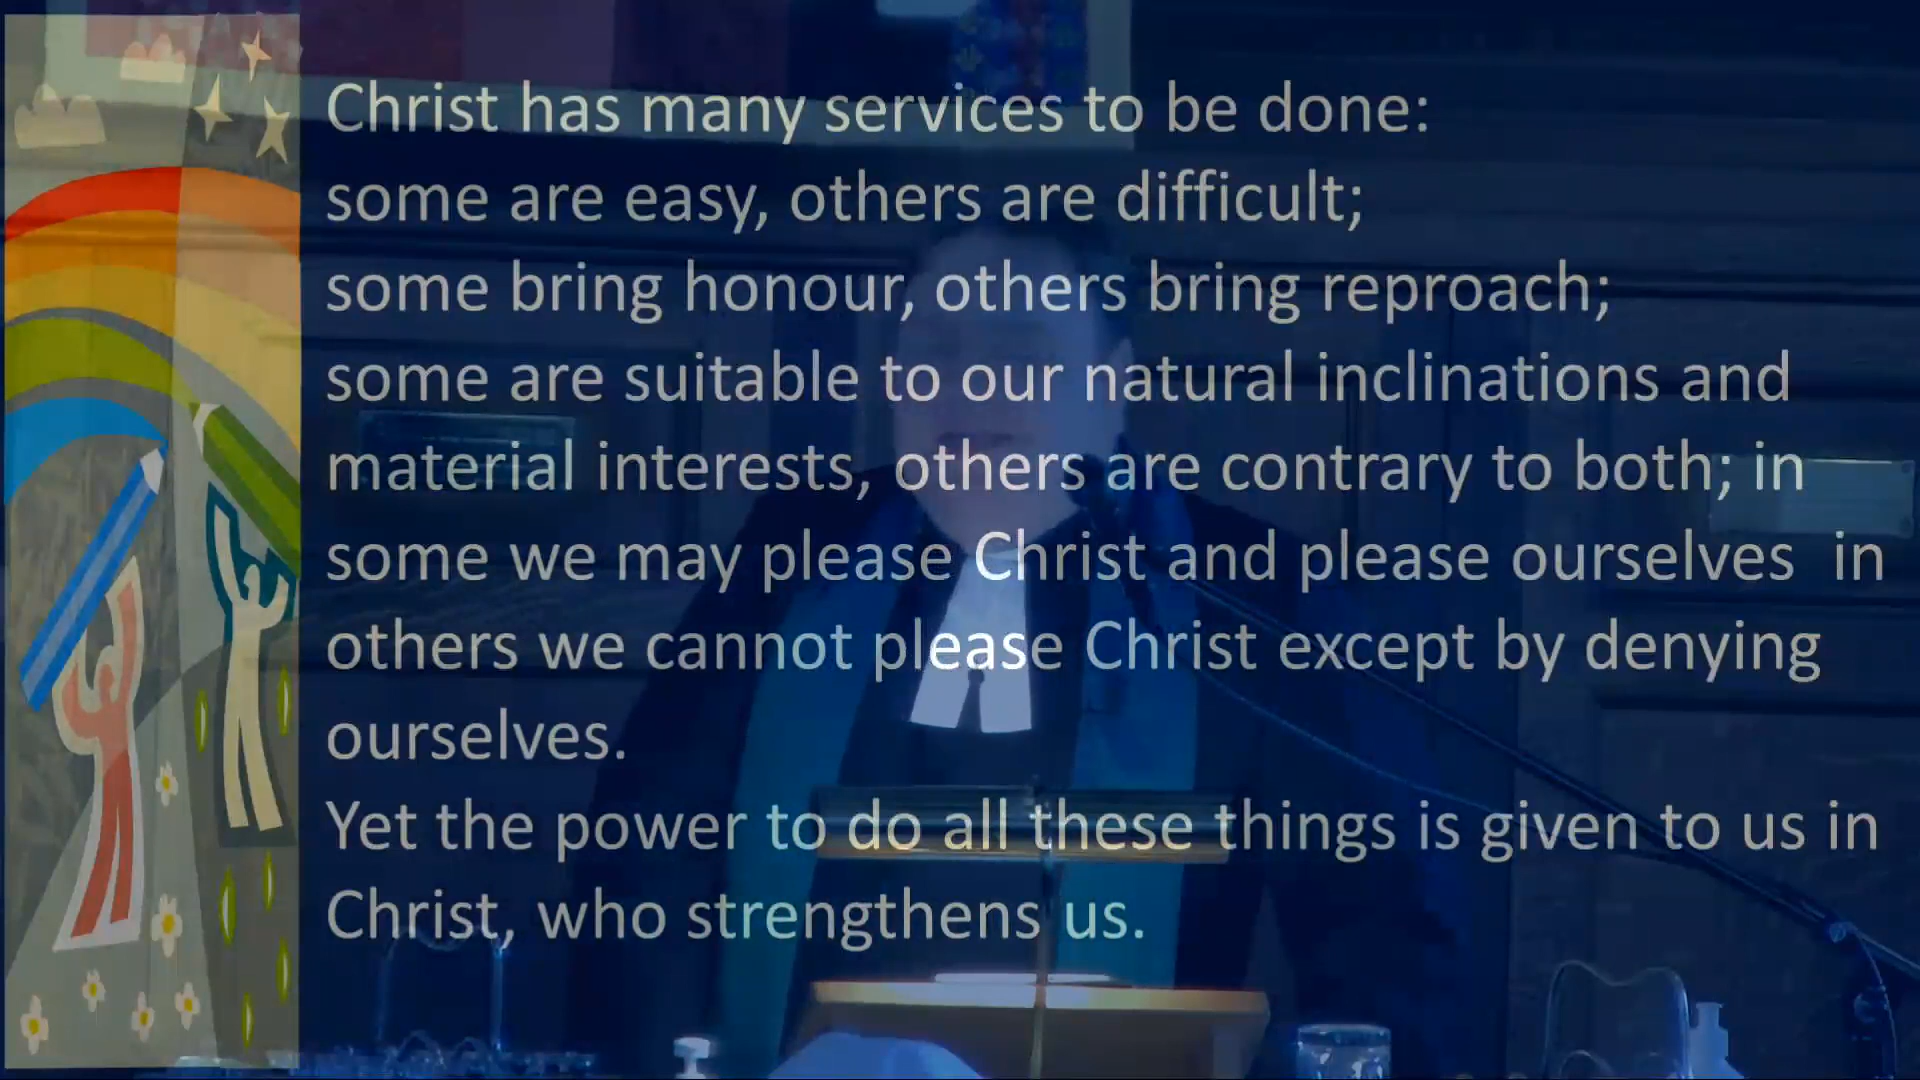 Christ has many services to be done:
some are easy, others are difficult;
some bring honour, others bring reproach;
some are suitable to our natural inclinations and
material interests, others are contrary to both; in
some we may please Christ and please ourselves  in
others we cannot please Christ except by denying
ourselves.
Yet the power to do all these things is given to us in
Christ, who strengthens us.